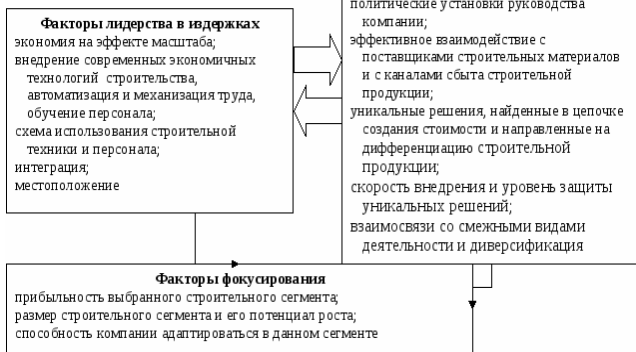 Факторы лидерства в издержках
экономия на эффекте масштаба;
внедрение современных экономичных
технологий строительства,
автоматизация и механизация труда,
обучение персонала;
схема использования строительной
техники и персонала;
интеграция;
местоположение
политические установки руководства
компании;
эффективное взаимодействие с
поставщиками строительных материалов
и с каналами сбыта строительной
продукции;
уникальные решения, найденные в цепочке
создания стоимости и направленные на
дифференциацию строительной
продукции;
скорость внедрения и уровень защиты
уникальных решений;
взаимосвязи со смежными видами
деятельности и диверсификация
Факторы фокусирования
прибыльность выбранного строительного сегмента;
размер строительного сегмента и его потенциал роста;
способность компании адаптироваться в данном сегменте